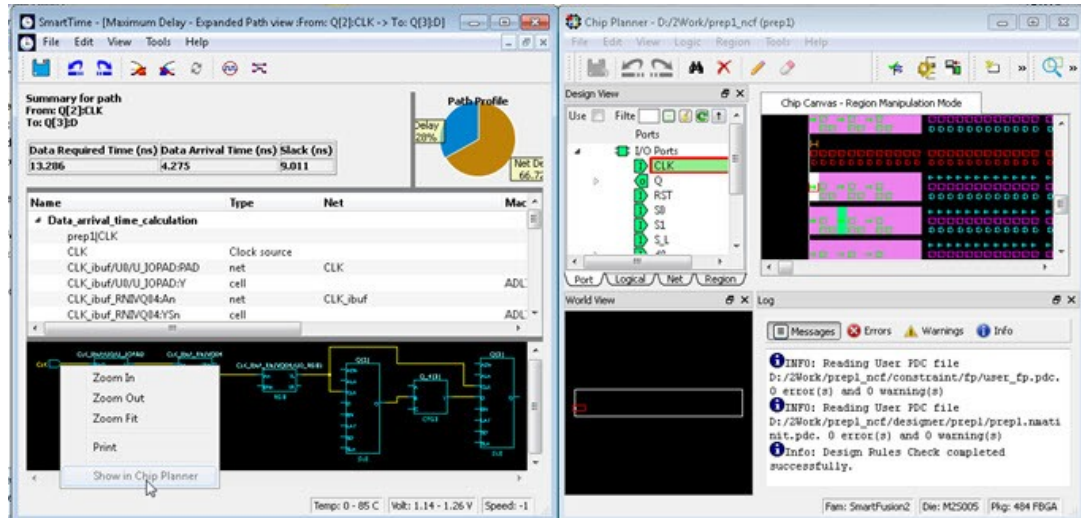 SmartTime - [Maximum Delay - Expanded Path view :From: Q[2]:CLK -> To: Q[3]:D]
File Edit View Tools Help
Summary for path
From: Q[2]:CLK
To: Q[3]:D
Data Required Time (ns) Data Arrival Time (ns) Slack (ns)
13.286 4.275 9.011
Path Profile
Delay
28%
Net De
66.72
Name Type Net Mac
Data_arrival_time_calculation
prep1|CLK
CLK Clock source
CLK_ibuf/U0/U_IOPAD:PAD net CLK
CLK_ibuf/U0/U_IOPAD:Y cell ADL:
CLK_ibuf_RNIVQ04:An net CLK_ibuf
CLK_ibuf_RNIVQ04:YSn cell ADL:
Zoom In
Zoom Out
Zoom Fit
Print
Show in Chip Planner
Temp: 0 - 85 C Volt: 1.14 - 1.26 V Speed: -1
Chip Planner - D:/2Work/prep1_ncf (prep1)
File Edit View Logic Region Tools Help
Design View
Use Filte
Ports
I/O Ports
CLK
Q
RST
S0
S1
S_L
Port Logical Net Region
Chip Canvas - Region Manipulation Mode
World View
Log
Messages Errors Warnings Info
INFO: Reading User PDC file
D:/2Work/prep1_ncf/constraint/fp/user_fp.pdc.
0 error(s) and 0 warning(s)
INFO: Reading User PDC file
D:/2Work/prep1_ncf/designer/prep1/prep1.nmati
nit.pdc. 0 error(s) and 0 warning(s)
Info: Design Rules Check completed
successfully.
Fam: SmartFusion2 Die: M2S005 Pkg: 484 FBGA